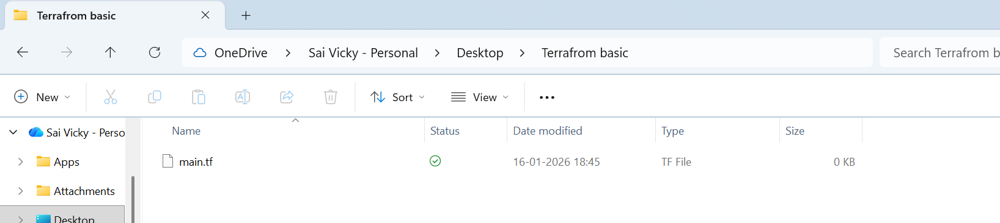 Terrafrom basic
OneDrive > Sai Vicky - Personal > Desktop > Terrafrom basic
Search Terrafrom b
New Sort View
Sai Vicky - Perso
Apps
Attachments
Desktop
Name Status Date modified Type Size
main.tf 16-01-2026 18:45 TF File 0 KB